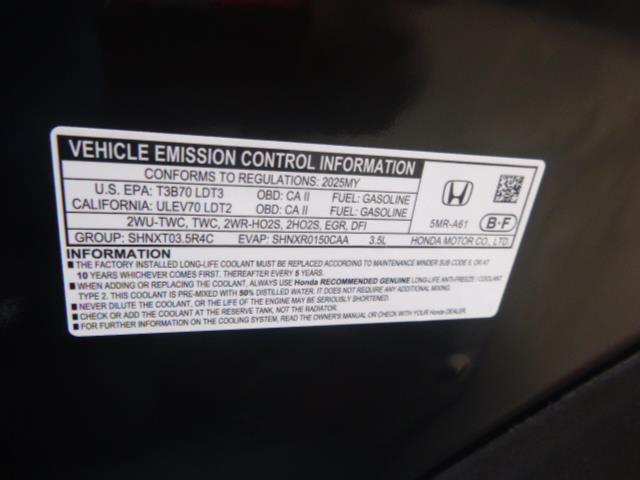 VEHICLE EMISSION CONTROL INFORMATION
CONFORMS TO REGULATIONS: 2025MY
U.S. EPA: T3B70 LDT3 OBD: CA II FUEL: GASOLINE
CALIFORNIA: ULEV70 LDT2 OBD: CA II FUEL: GASOLINE
2WU-TWC, TWC, 2WR-HO2S, 2HO2S, EGR, DFI
GROUP: SHNXT03.5R4C EVAP: SHNXR0150CAA 3.5L
5MR-A61 B-F
HONDA MOTOR CO., LTD.
INFORMATION
■ THE FACTORY INSTALLED LONG-LIFE COOLANT MUST BE REPLACED ACCORDING TO MAINTENANCE MINDER SUB CODE 5, OR AT
10 YEARS WHICHEVER COMES FIRST. THEREAFTER EVERY 5 YEARS.
■ WHEN ADDING OR REPLACING THE COOLANT, ALWAYS USE Honda RECOMMENDED GENUINE LONG-LIFE ANTI-FREEZE / COOLANT
TYPE 2. THIS COOLANT IS PRE-MIXED WITH 50% DISTILLED WATER. IT DOES NOT REQUIRE ANY ADDITIONAL MIXING.
■ NEVER DILUTE THE COOLANT, OR THE LIFE OF THE ENGINE MAY BE SERIOUSLY SHORTENED.
■ CHECK OR ADD COOLANT AT THE RESERVE TANK, NOT THE RADIATOR.
■ FOR FURTHER INFORMATION ON THE COOLING SYSTEM, READ THE OWNER'S MANUAL OR CHECK WITH YOUR Honda DEALER.